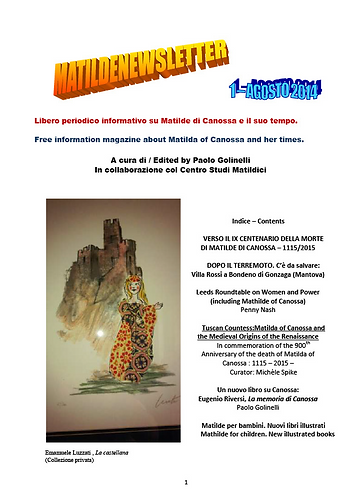 MATILDENEWSLETTER
1 – AGOSTO 2014
Libero periodico informativo su Matilde di Canossa e il suo tempo.
Free information magazine about Matilda of Canossa and her times.
A cura di / Edited by Paolo Golinelli
In collaborazione col Centro Studi Matildici
Indice – Contents
VERSO IL IX CENTENARIO DELLA MORTE
DI MATILDE DI CANOSSA – 1115/2015
DOPO IL TERREMOTO. C'è da salvare:
Villa Rossi a Bondeno di Gonzaga (Mantova)
Leeds Roundtable on Women and Power
(including Mathilde of Canossa)
Penny Nash
Tuscan Countess:Matilda of Canossa and
the Medieval Origins of the Renaissance
In commemoration of the 900th
Anniversary of the death of Matilda of
Canossa : 1115 – 2015 –
Curator: Michèle Spike
Un nuovo libro su Canossa:
Eugenio Riversi, La memoria di Canossa
Paolo Golinelli
Matilde per bambini. Nuovi libri illustrati
Mathilde for children. New illustrated books
Emanuele Luzzati , La castellana
(Collezione privata)
1